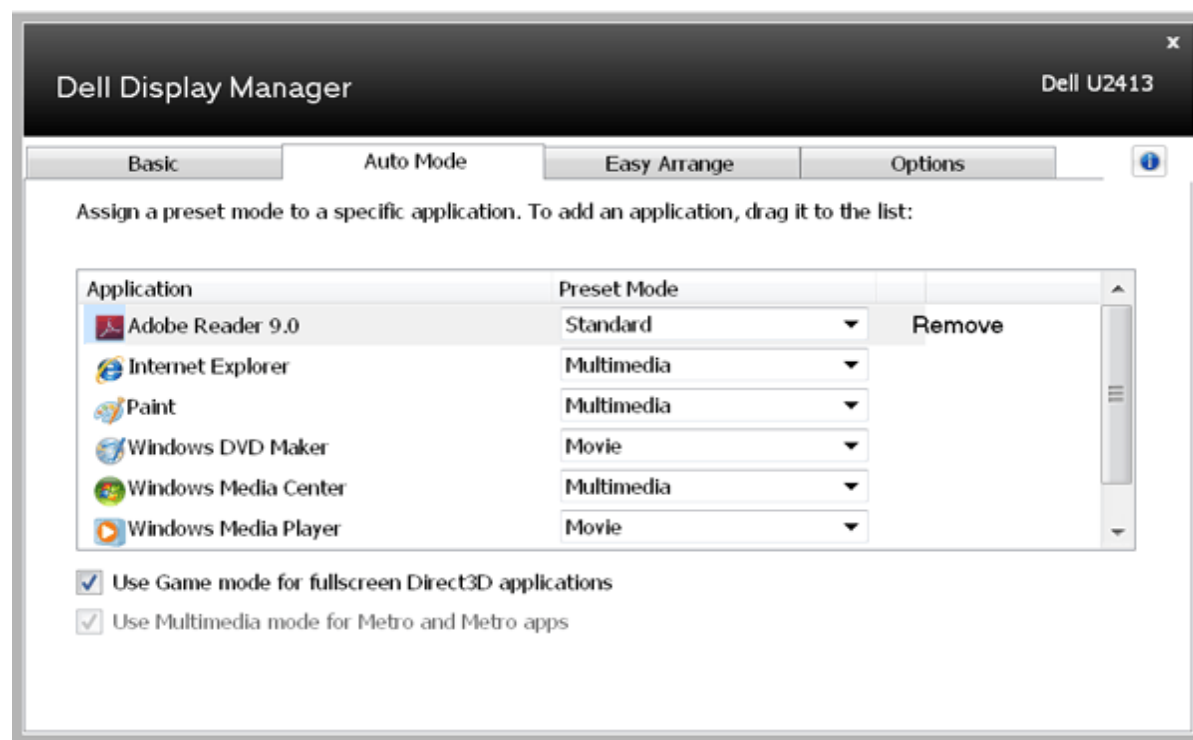 x
Dell Display Manager Dell U2413
Basic Auto Mode Easy Arrange Options
Assign a preset mode to a specific application. To add an application, drag it to the list:
Application Preset Mode
Adobe Reader 9.0 Standard Remove
Internet Explorer Multimedia
Paint Multimedia
Windows DVD Maker Movie
Windows Media Center Multimedia
Windows Media Player Movie
Use Game mode for fullscreen Direct3D applications
Use Multimedia mode for Metro and Metro apps